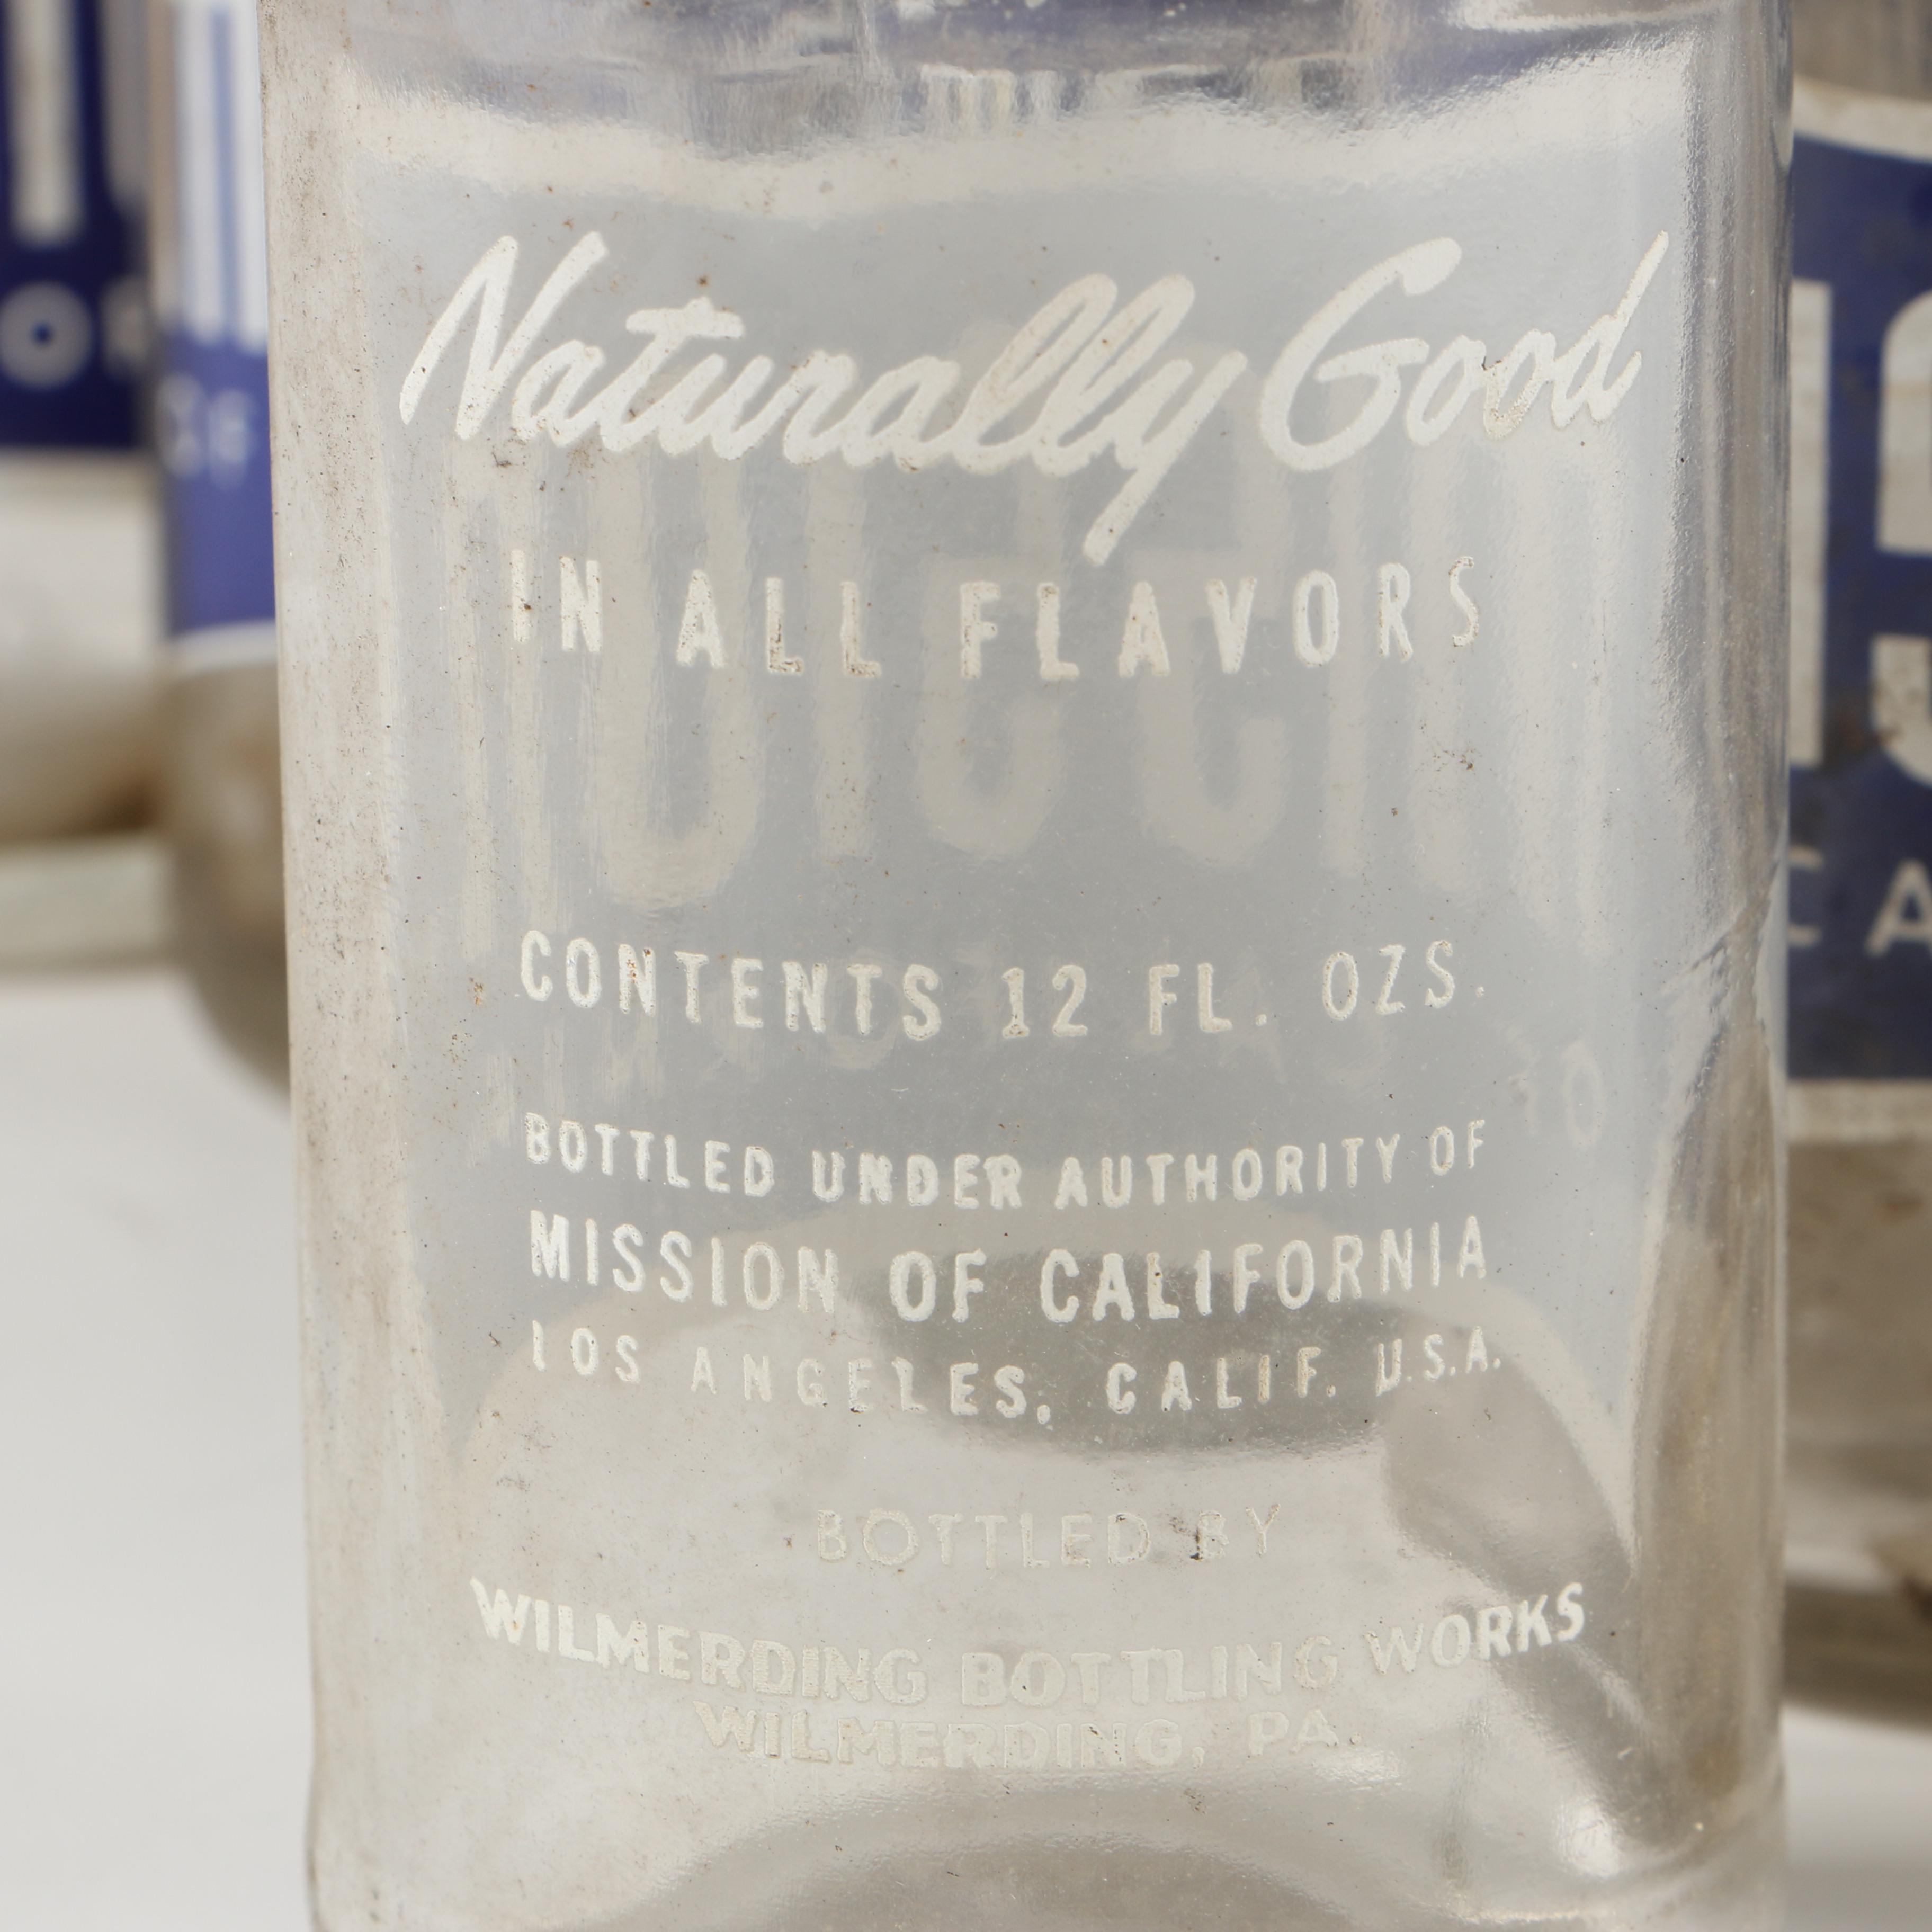 Naturally Good
IN ALL FLAVORS
CONTENTS 12 FL. OZS.
BOTTLED UNDER AUTHORITY OF
MISSION OF CALIFORNIA
LOS ANGELES, CALIF. U.S.A.
BOTTLED BY
WILMERDING BOTTLING WORKS
WILMERDING, PA.